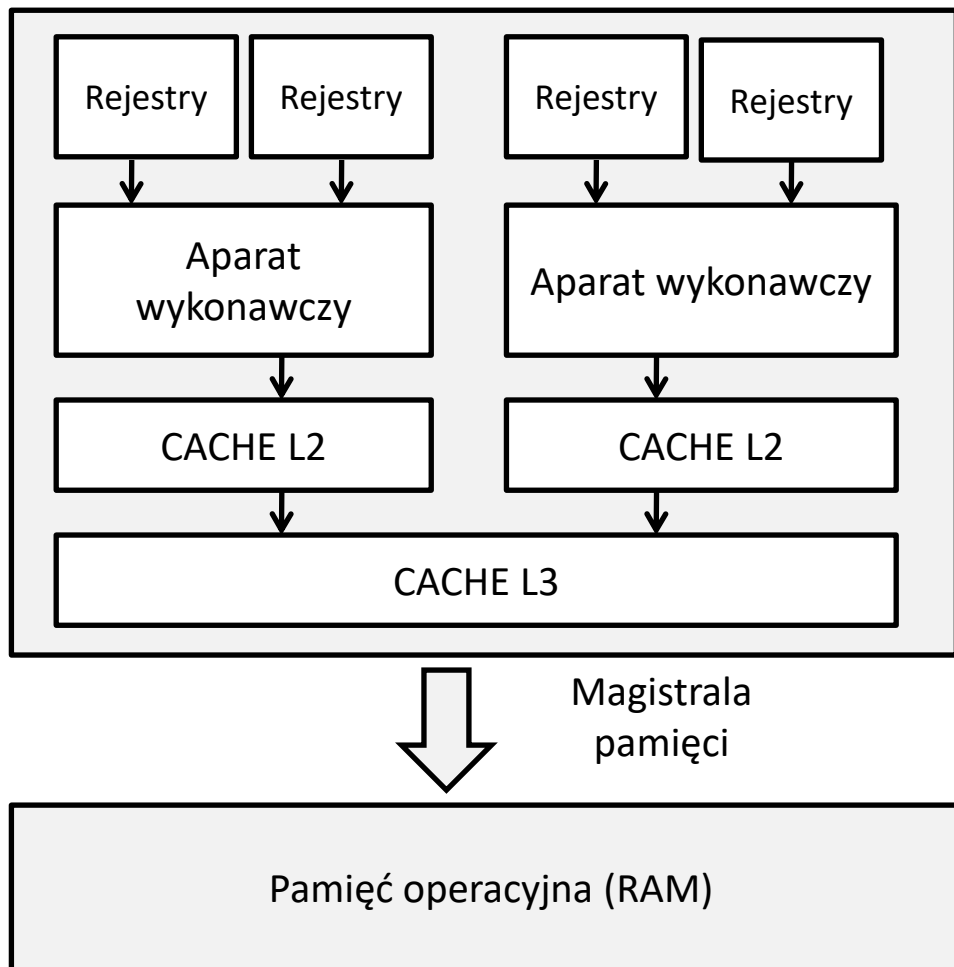 Rejestry
Rejestry
Rejestry
Rejestry
Aparat
wykonawczy
Aparat wykonawczy
CACHE L2
CACHE L2
CACHE L3
Magistrala
pamięci
Pamięć operacyjna (RAM)